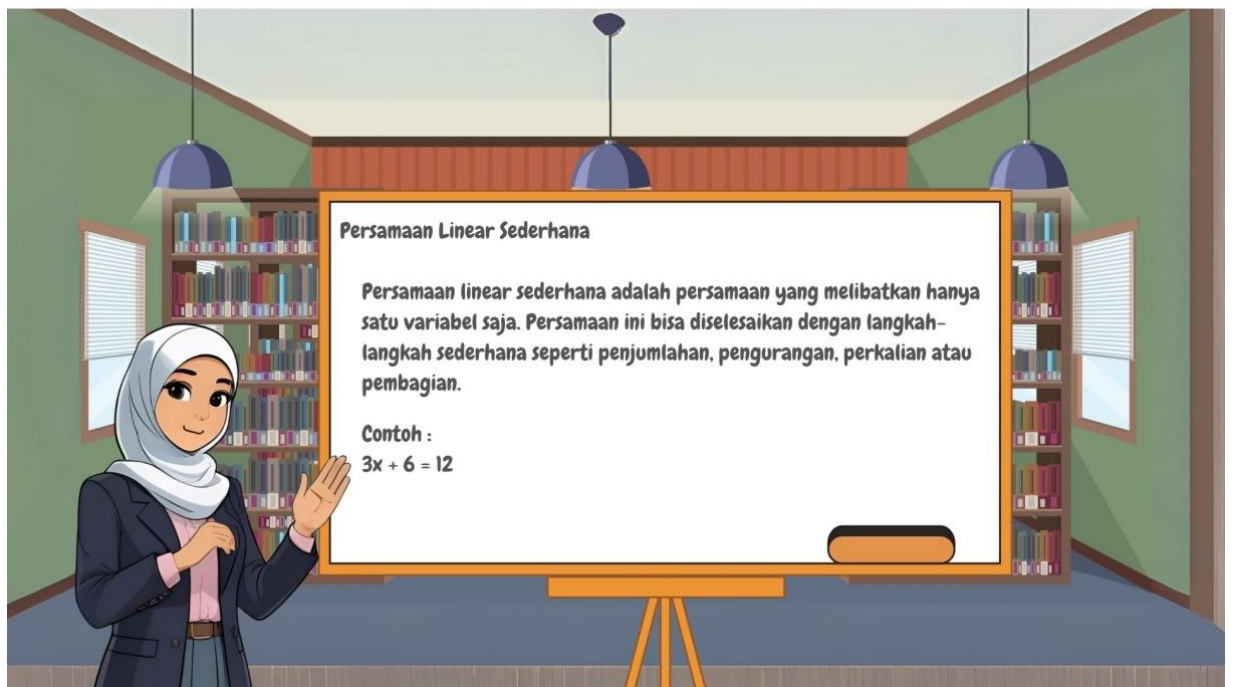 Persamaan Linear Sederhana
Persamaan linear sederhana adalah persamaan yang melibatkan hanya
satu variabel saja. Persamaan ini bisa diselesaikan dengan langkah-
langkah sederhana seperti penjumlahan, pengurangan, perkalian atau
pembagian.
Contoh :
3x + 6 = 12